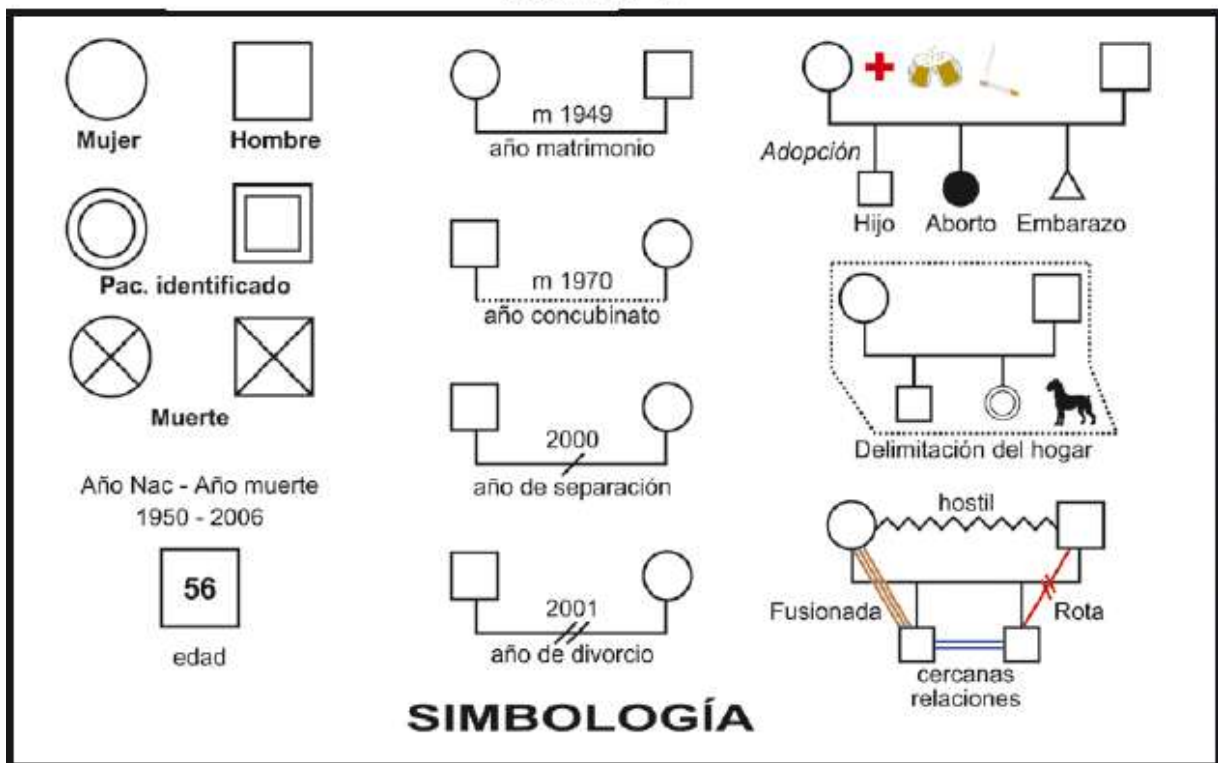 Mujer
Hombre
Pac. identificado
Muerte
Año Nac - Año muerte
1950 - 2006
56
edad
m 1949
año matrimonio
m 1970
año concubinato
2000
año de separación
2001
año de divorcio
Adopción
Hijo
Aborto
Embarazo
Delimitación del hogar
hostil
Fusionada
Rota
cercanas
relaciones
SIMBOLOGÍA